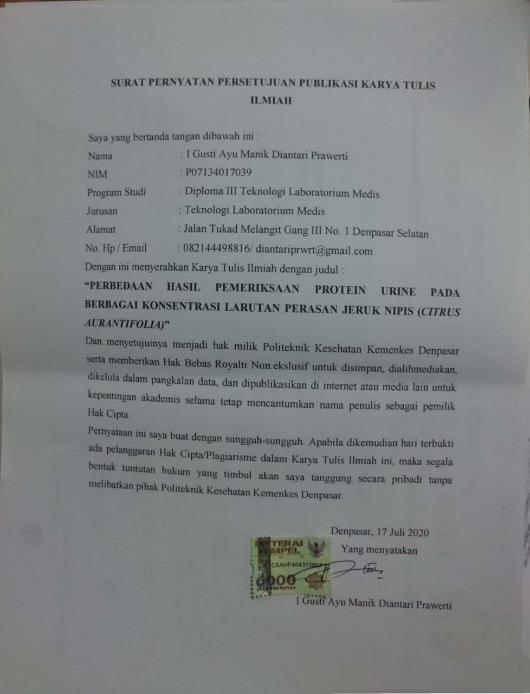 SURAT PERNYATAN PERSETUJUAN PUBLIKASI KARYA TULIS
ILMIAH
Saya yang bertanda tangan dibawah ini :
Nama : I Gusti Ayu Manik Diantari Prawerti
NIM : P07134017039
Program Studi : Diploma III Teknologi Laboratorium Medis
Jurusan : Teknologi Laboratorium Medis
Alamat : Jalan Tukad Melangit Gang III No. 1 Denpasar Selatan
No. Hp / Email : 082144498816/ diantariprwrt@gmail.com
Dengan ini menyerahkan Karya Tulis Ilmiah dengan judul :
“PERBEDAAN HASIL PEMERIKSAAN PROTEIN URINE PADA
BERBAGAI KONSENTRASI LARUTAN PERASAN JERUK NIPIS (CITRUS
AURANTIFOLIA)”
Dan menyetujuinya menjadi hak milik Politeknik Kesehatan Kemenkes Denpasar
serta memberikan Hak Bebas Royalti Non.ekslusif untuk disimpan, dialihmediakan,
dikelola dalam pangkalan data, dan dipublikasikan di internet atau media lain untuk
kepentingan akademis selama tetap mencantumkan nama penulis sebagai pemilik
Hak Cipta.
Pernyataan ini saya buat dengan sungguh-sungguh. Apabila dikemudian hari terbukti
ada pelanggaran Hak Cipta/Plagiarisme dalam Karya Tulis Ilmiah ini, maka segala
bentuk tuntutan hukum yang timbul akan saya tanggung secara pribadi tanpa
melibatkan pihak Politeknik Kesehatan Kemenkes Denpasar.
Denpasar, 17 Juli 2020
Yang menyatakan
METERAI
TEMPEL
6000
I Gusti Ayu Manik Diantari Prawerti